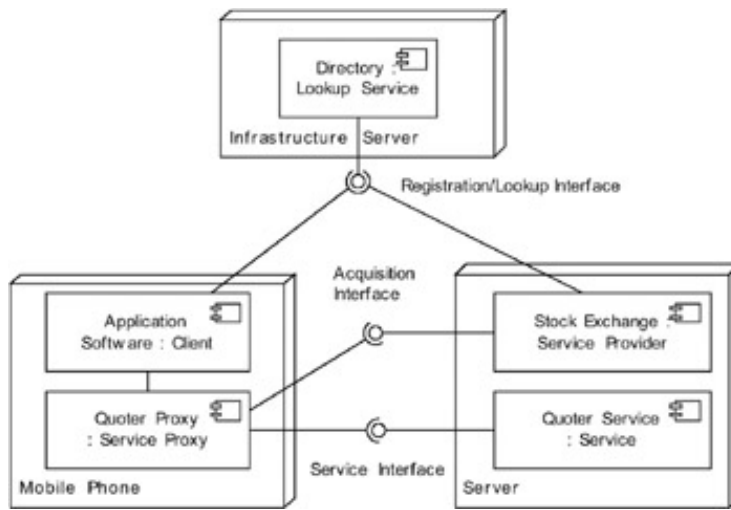 Directory :
Lookup Service
Infrastructure Server
Registration/Lookup Interface
Acquisition
Interface
Application
Software : Client
Stock Exchange :
Service Provider
Quoter Proxy
: Service Proxy
Quoter Service
: Service
Service Interface
Mobile Phone
Server